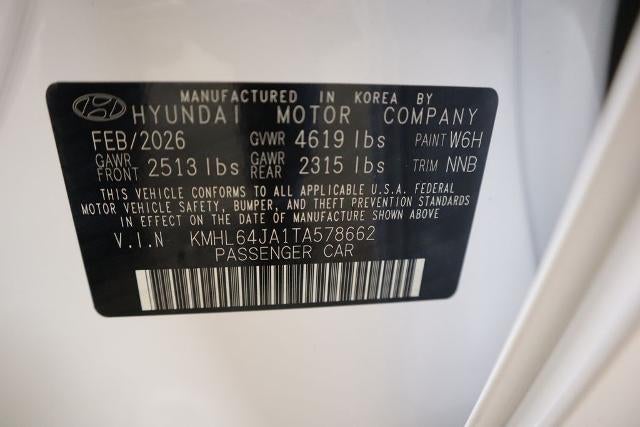 MANUFACTURED IN KOREA BY
HYUNDAI MOTOR COMPANY
FEB/2026 GVWR 4619 lbs PAINT W6H
GAWR FRONT 2513 lbs GAWR REAR 2315 lbs TRIM NNB
THIS VEHICLE CONFORMS TO ALL APPLICABLE U.S.A. FEDERAL
MOTOR VEHICLE SAFETY, BUMPER, AND THEFT PREVENTION STANDARDS
IN EFFECT ON THE DATE OF MANUFACTURE SHOWN ABOVE
V.I.N KMHL64JA1TA578662
PASSENGER CAR